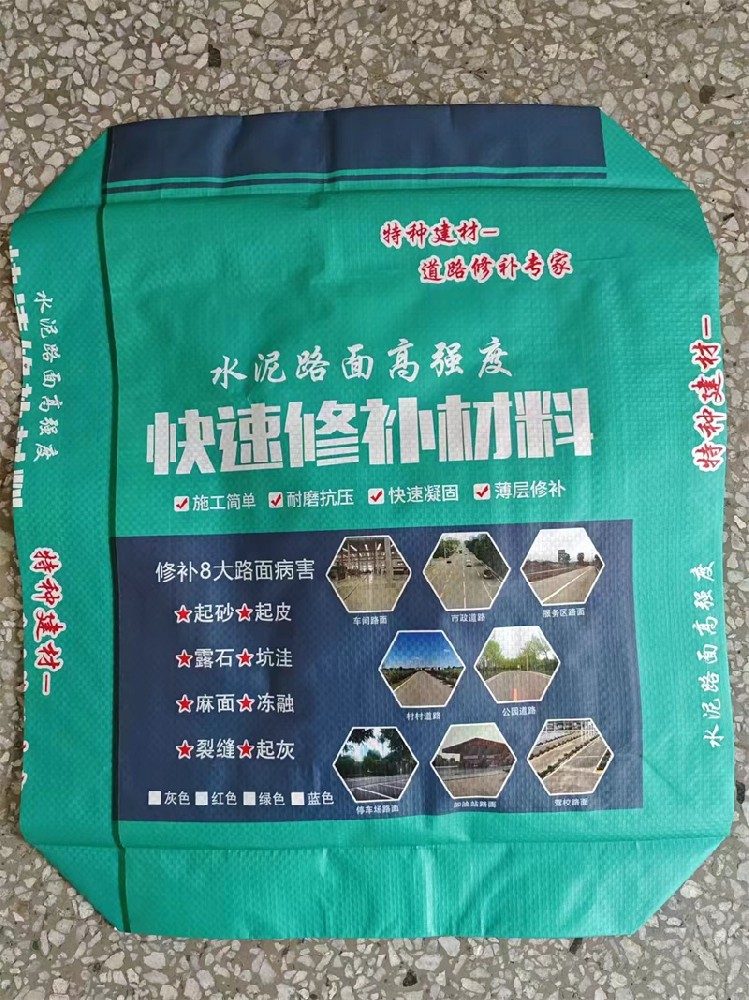 特种建材—
道路修补专家
水泥路面高强度
快速修补材料
施工简单 耐磨抗压 快速凝固 薄层修补
修补8大路面病害
★起砂★起皮
★露石★坑洼
★麻面★冻融
★裂缝★起灰
灰色 红色 绿色 蓝色
车间路面
市政道路
服务区路面
村村道路
公园道路
停车场路面
加油站路面
驾校路面
水泥路面高强度
特种建材—
特种建材—
水泥路面高强度